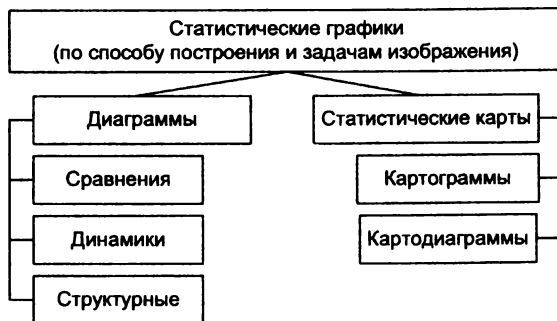 Статистические графики
(по способу построения и задачам изображения)
Диаграммы
Сравнения
Динамики
Структурные
Статистические карты
Картограммы
Картодиаграммы